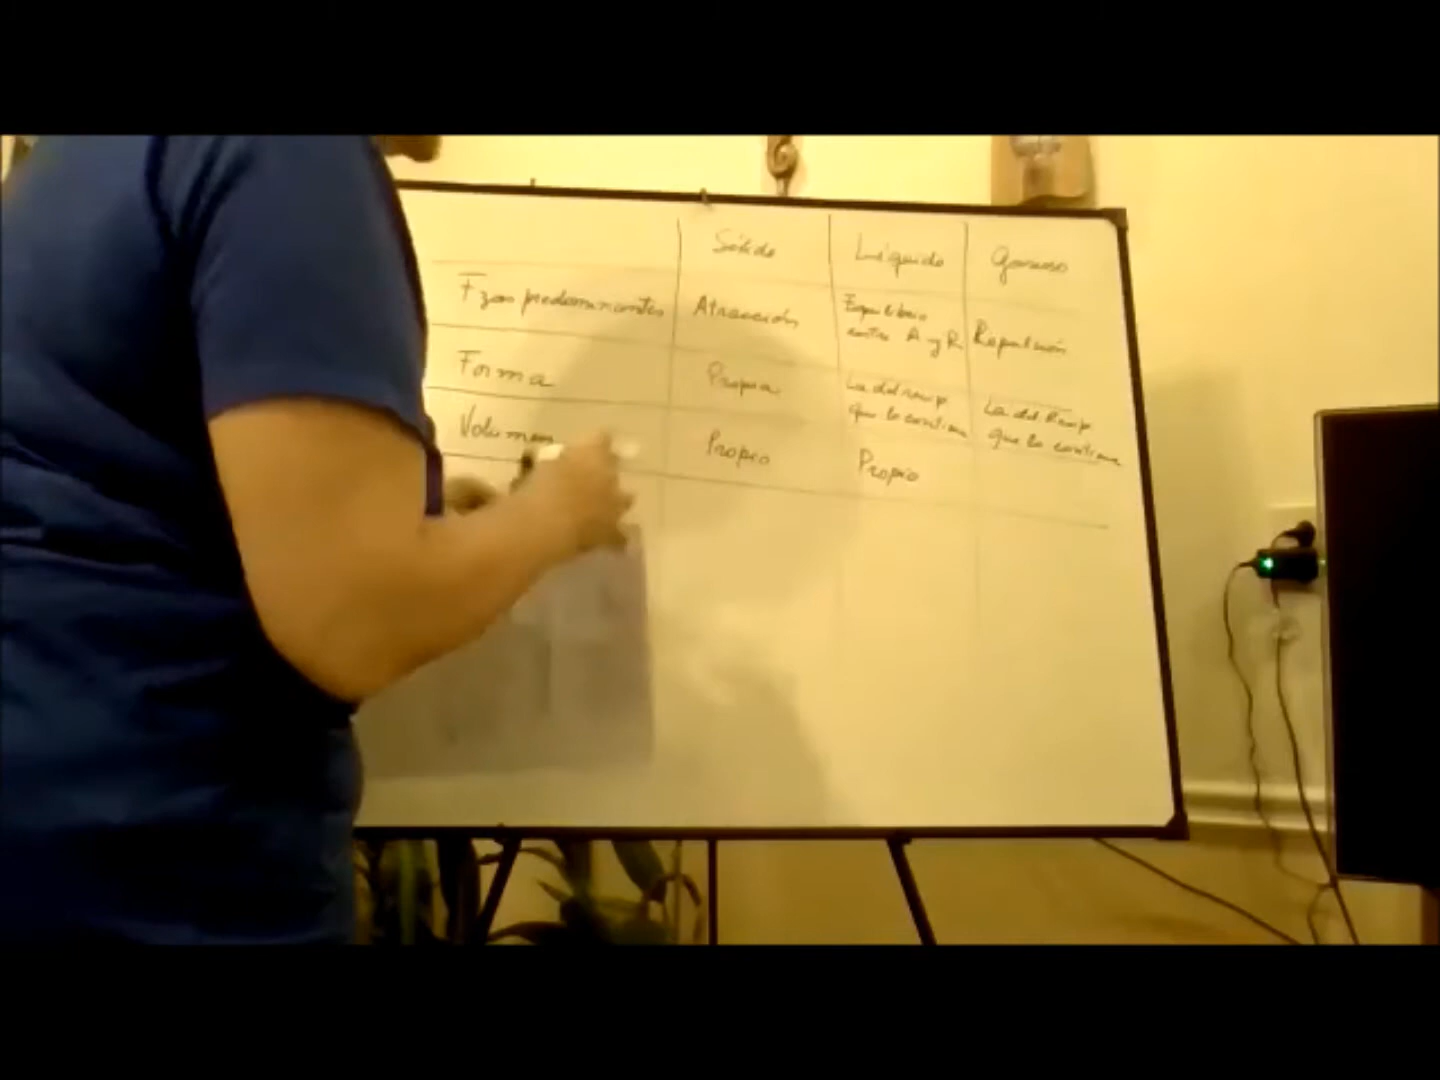 Sólido Líquido Gaseoso
Fzas predominantes Atracción Equilibrio
entre A y R Repulsión
Forma Propia La del recip
que lo contiene La del Recip
que lo contiene
Volumen Propio Propio